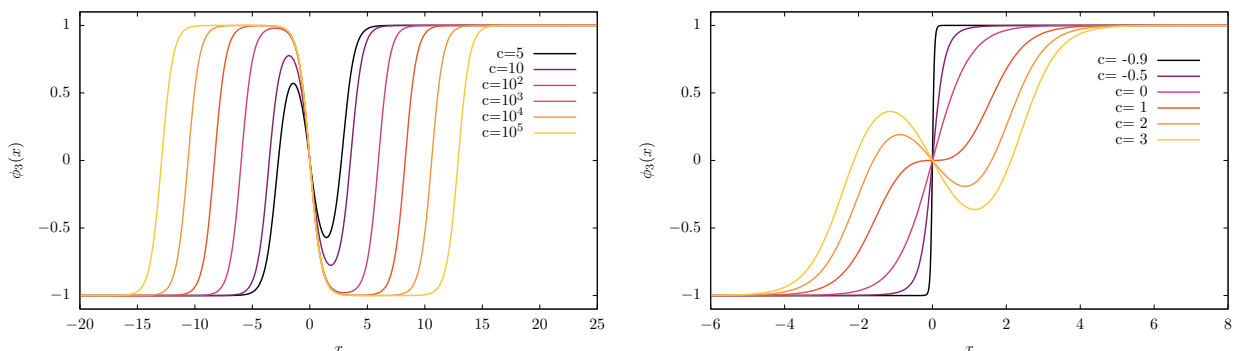 1
0.5
0
−0.5
−1
ϕ₃(x)
c=5
c=10
c=10²
c=10³
c=10⁴
c=10⁵
−20 −15 −10 −5 0 5 10 15 20 25
1
0.5
0
−0.5
−1
ϕ₃(x)
c= -0.9
c= -0.5
c= 0
c= 1
c= 2
c= 3
−6 −4 −2 0 2 4 6 8